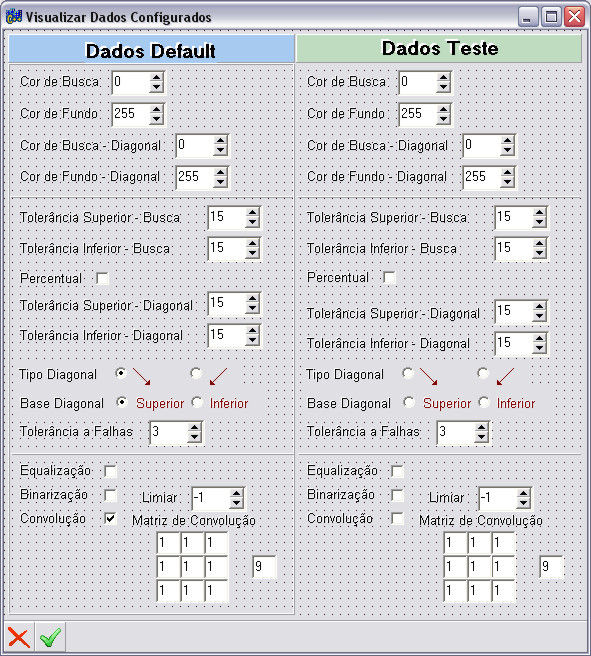 Visualizar Dados Configurados
Dados Default
Cor de Busca 0
Cor de Fundo 255
Cor de Busca - Diagonal 0
Cor de Fundo - Diagonal 255
Tolerância Superior - Busca 15
Tolerância Inferior - Busca 15
Percentual
Tolerância Superior - Diagonal 15
Tolerância Inferior - Diagonal 15
Tipo Diagonal
Base Diagonal Superior Inferior
Tolerância a Falhas 3
Equalização
Binarização Limiar -1
Convolução Matriz de Convolução
1 1 1
1 1 1 9
1 1 1
Dados Teste
Cor de Busca 0
Cor de Fundo 255
Cor de Busca - Diagonal 0
Cor de Fundo - Diagonal 255
Tolerância Superior - Busca 15
Tolerância Inferior - Busca 15
Percentual
Tolerância Superior - Diagonal 15
Tolerância Inferior - Diagonal 15
Tipo Diagonal
Base Diagonal Superior Inferior
Tolerância a Falhas 3
Equalização
Binarização Limiar -1
Convolução Matriz de Convolução
1 1 1
1 1 1 9
1 1 1